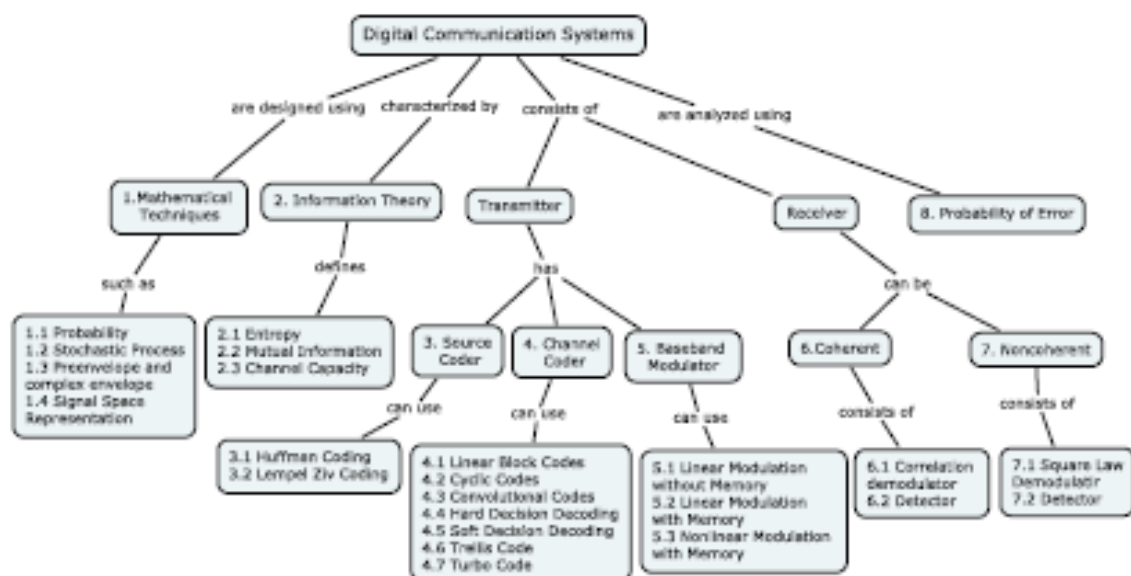 Digital Communication Systems
are designed using
characterized by
consists of
are analyzed using
1.Mathematical
Techniques
2. Information Theory
Transmitter
Receiver
8. Probability of Error
such as
defines
has
can be
1.1 Probability
1.2 Stochastic Process
1.3 Preenvelope and
complex envelope
1.4 Signal Space
Representation
2.1 Entropy
2.2 Mutual Information
2.3 Channel Capacity
3. Source
Coder
4. Channel
Coder
5. Baseband
Modulator
6.Coherent
7. Noncoherent
can use
can use
can use
consists of
consists of
3.1 Huffman Coding
3.2 Lempel Ziv Coding
4.1 Linear Block Codes
4.2 Cyclic Codes
4.3 Convolutional Codes
4.4 Hard Decision Decoding
4.5 Soft Decision Decoding
4.6 Trellis Code
4.7 Turbo Code
5.1 Linear Modulation
without Memory
5.2 Linear Modulation
with Memory
5.3 Nonlinear Modulation
with Memory
6.1 Correlation
demodulator
6.2 Detector
7.1 Square Law
Demodulatir
7.2 Detector